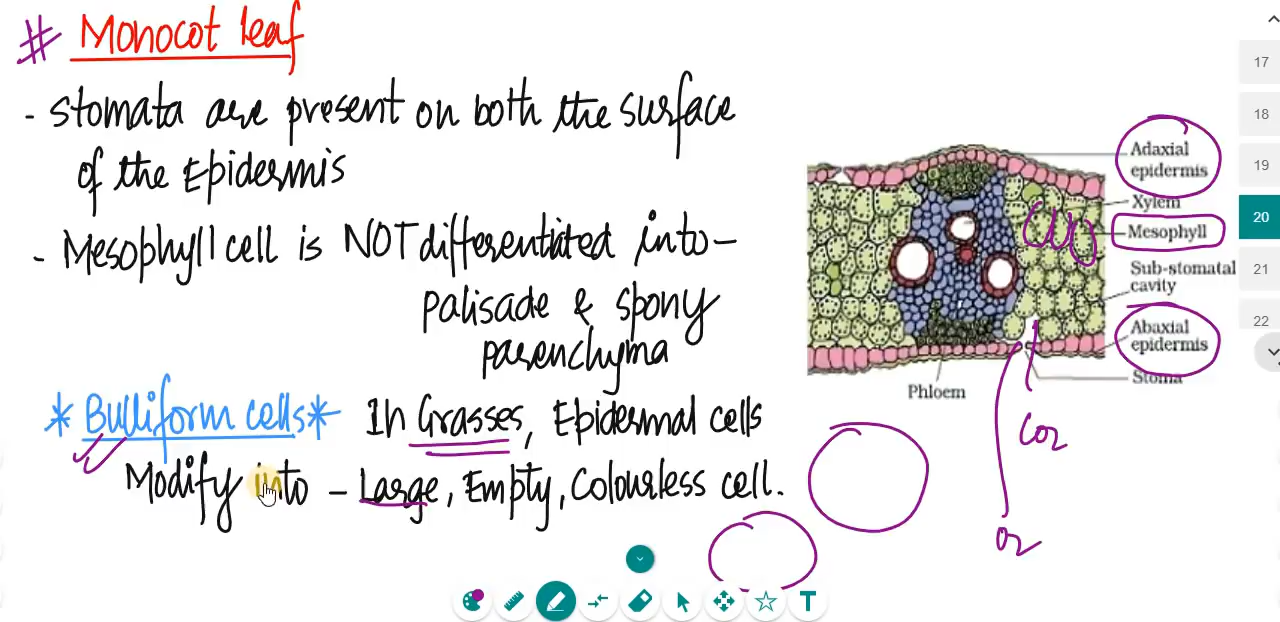 # Monocot leaf
- Stomata are present on both the surface
of the Epidermis
- Mesophyll cell is NOT differentiated into-
palisade & spony
parenchyma
* Bulliform cells * In Grasses, Epidermal cells
Modify into - Large, Empty, Colourless cell.
Adaxial
epidermis
Xylem
Mesophyll
Sub-stomatal
cavity
Abaxial
epidermis
Stoma
Phloem
CO2
O2
17
18
19
20
21
22
T